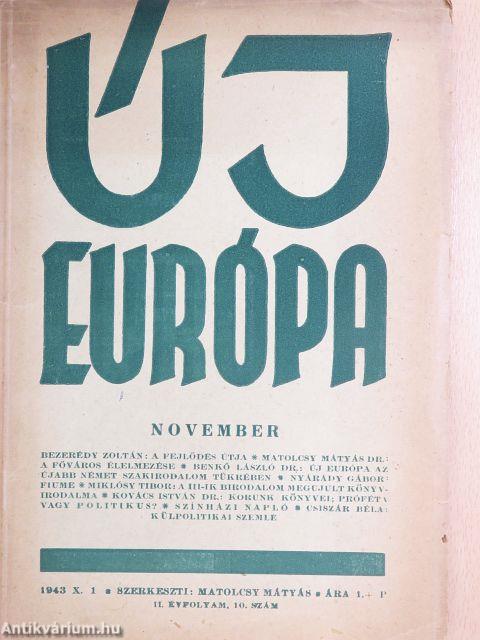 ÚJ
EURÓPA
NOVEMBER
BEZERÉDY ZOLTÁN: A FEJLŐDÉS ÚTJA * MATOLCSY MÁTYÁS DR.:
A FŐVÁROS ÉLELMEZÉSE * BENKŐ LÁSZLÓ DR.: ÚJ EURÓPA AZ
ÚJABB NÉMET SZAKIRODALOM TÜKRÉBEN * NYÁRÁDY GÁBOR:
FIUME * MIKLÓSY TIBOR: A III-IK BIRODALOM MEGUJULT KÖNYV-
IRODALMA * KOVÁCS ISTVÁN DR.: KORUNK KÖNYVEI; PRÓFÉTA
VAGY POLITIKUS? * SZÍNHÁZI NAPLÓ * CSISZÁR BÉLA:
KÜLPOLITIKAI SZEMLE
1943 X. 1 * SZERKESZTI: MATOLCSY MÁTYÁS * ÁRA 1.- P
II. ÉVFOLYAM, 10. SZÁM
Antikvárium.hu